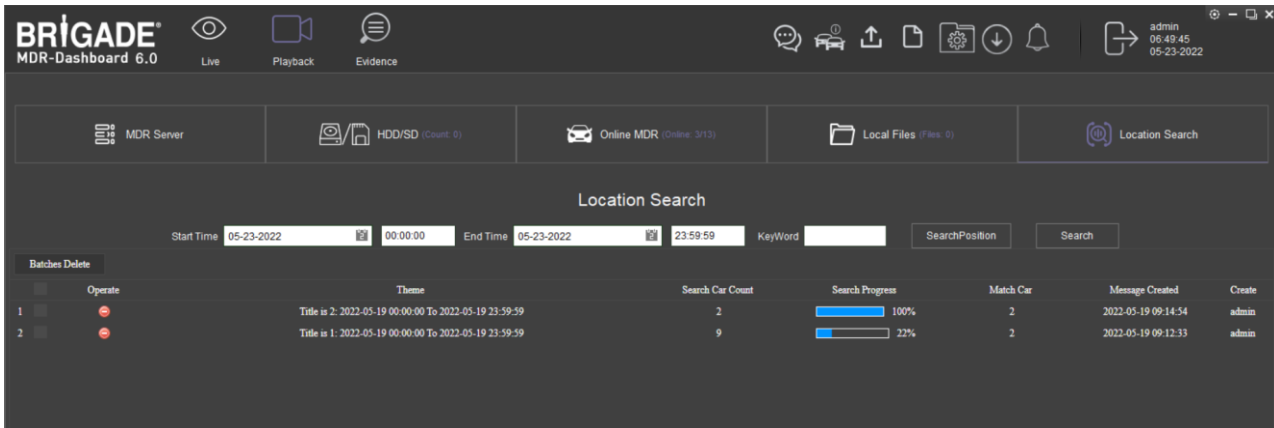 BRIGADE®
MDR-Dashboard 6.0
Live
Playback
Evidence
admin
06:49:45
05-23-2022
MDR Server
HDD/SD (Count: 0)
Online MDR (Online: 3/13)
Local Files (Files: 0)
Location Search
Location Search
Start Time 05-23-2022 00:00:00 End Time 05-23-2022 23:59:59 KeyWord SearchPosition Search
Batches Delete
Operate Theme Search Car Count Search Progress Match Car Message Created Create
1 Title is 2: 2022-05-19 00:00:00 To 2022-05-19 23:59:59 2 100% 2 2022-05-19 09:14:54 admin
2 Title is 1: 2022-05-19 00:00:00 To 2022-05-19 23:59:59 9 22% 2 2022-05-19 09:12:33 admin